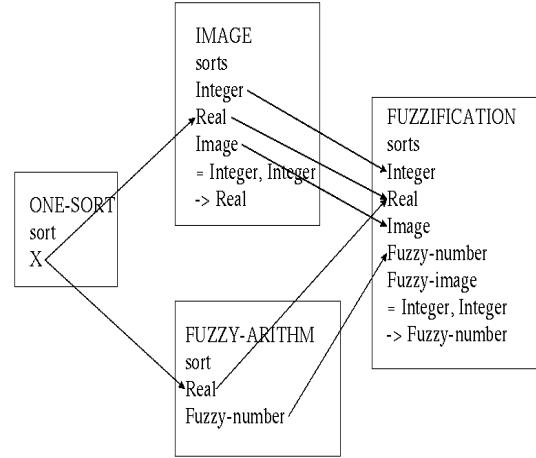 IMAGE
sorts
Integer
Real
Image
= Integer, Integer
-> Real
FUZZIFICATION
sorts
Integer
Real
Image
Fuzzy-number
Fuzzy-image
= Integer, Integer
-> Fuzzy-number
ONE-SORT
sort
X
FUZZY-ARITHM
sort
Real
Fuzzy-number